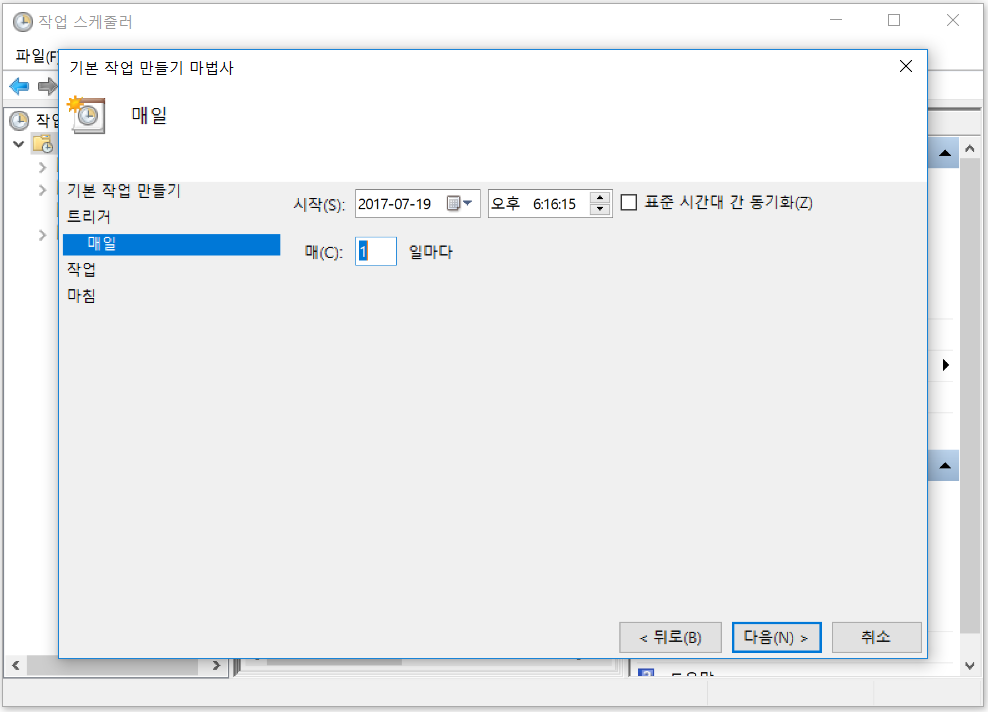 작업 스케줄러
파일(F)
기본 작업 만들기 마법사
매일
기본 작업 만들기
트리거
매일
작업
마침
시작(S): 2017-07-19 오후 6:16:15 표준 시간대 간 동기화(Z)
매(C): 1 일마다
< 뒤로(B) 다음(N) > 취소